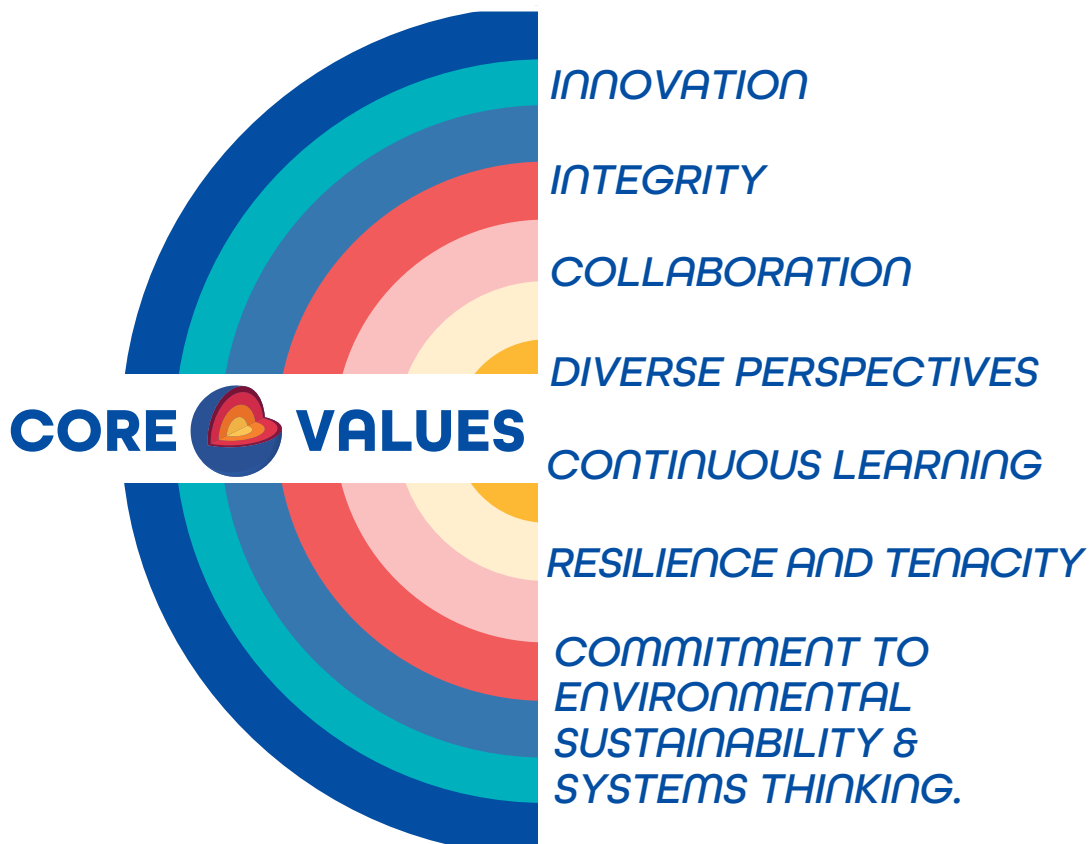 INNOVATION
INTEGRITY
COLLABORATION
DIVERSE PERSPECTIVES
CORE VALUES
CONTINUOUS LEARNING
RESILIENCE AND TENACITY
COMMITMENT TO
ENVIRONMENTAL
SUSTAINABILITY &
SYSTEMS THINKING.